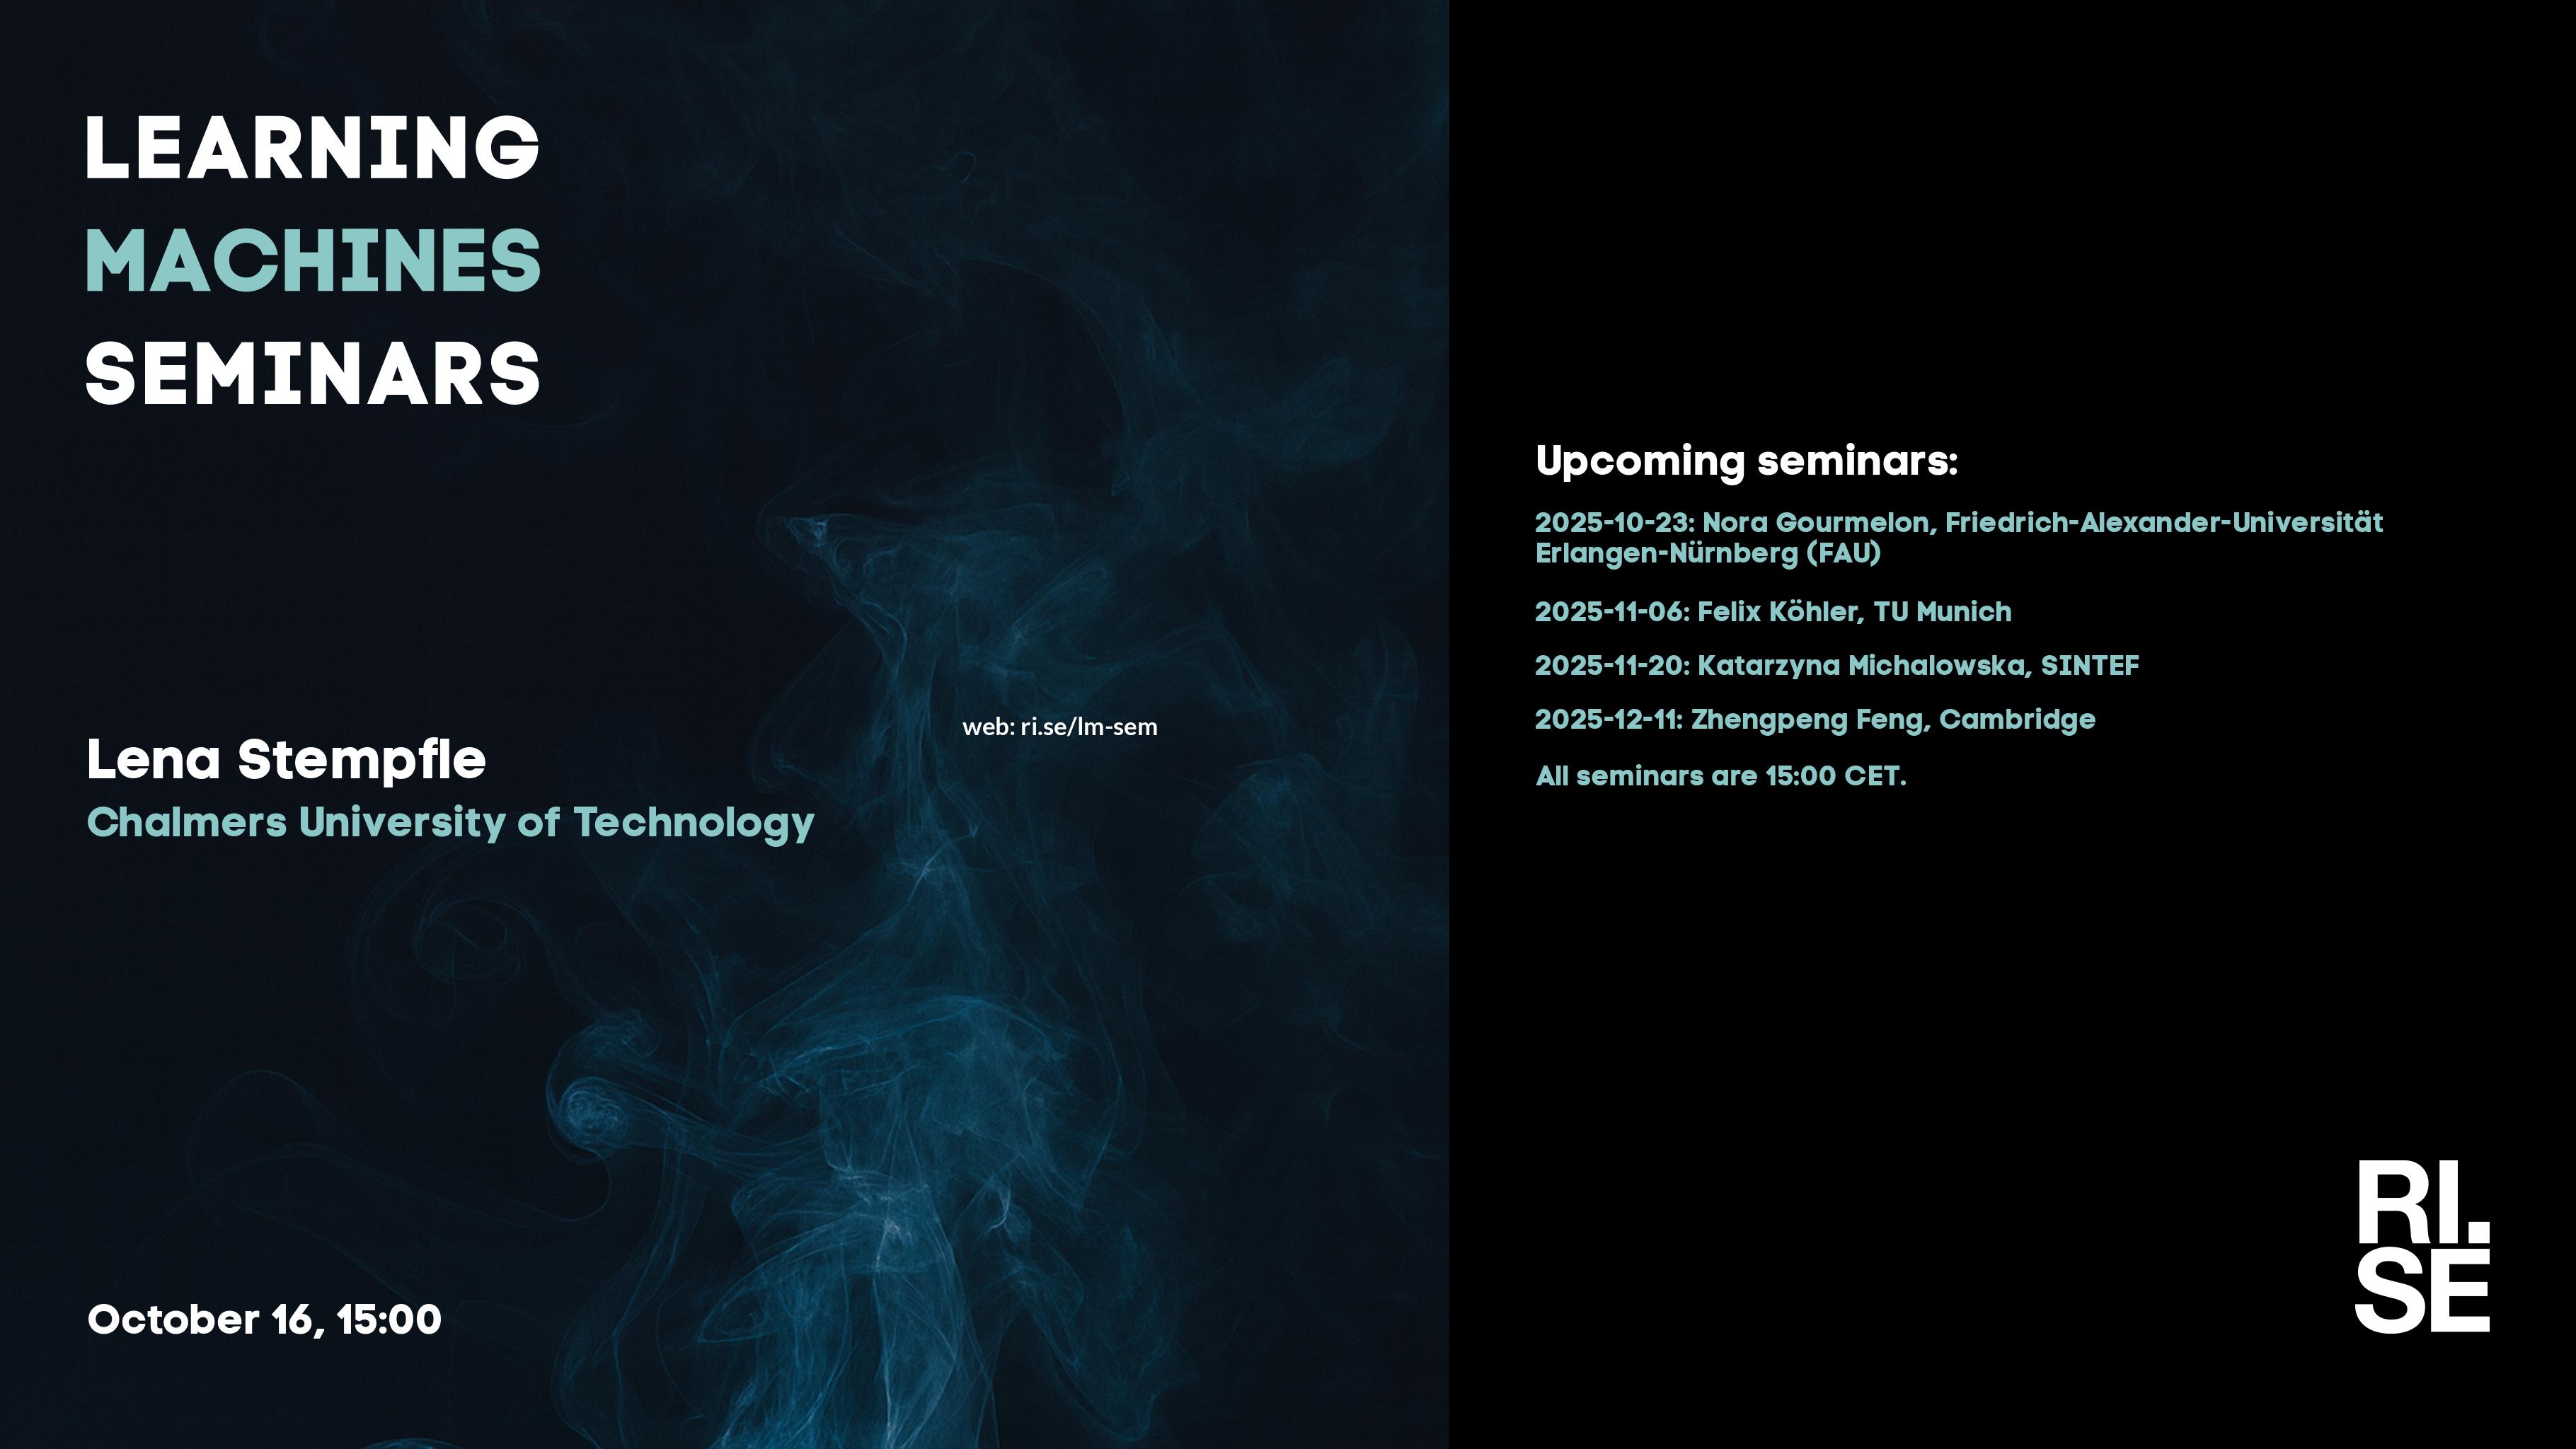 LEARNING
MACHINES
SEMINARS
Lena Stempfle
Chalmers University of Technology
web: ri.se/lm-sem
October 16, 15:00
Upcoming seminars:
2025-10-23: Nora Gourmelon, Friedrich-Alexander-Universität
Erlangen-Nürnberg (FAU)
2025-11-06: Felix Köhler, TU Munich
2025-11-20: Katarzyna Michalowska, SINTEF
2025-12-11: Zhengpeng Feng, Cambridge
All seminars are 15:00 CET.
RI.
SE